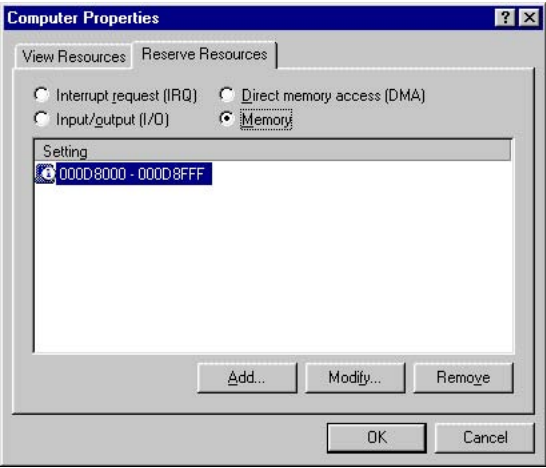 Computer Properties
View Resources Reserve Resources
Interrupt request (IRQ) Direct memory access (DMA)
Input/output (I/O) Memory
Setting
000D8000 - 000D8FFF
Add... Modify... Remove
OK Cancel